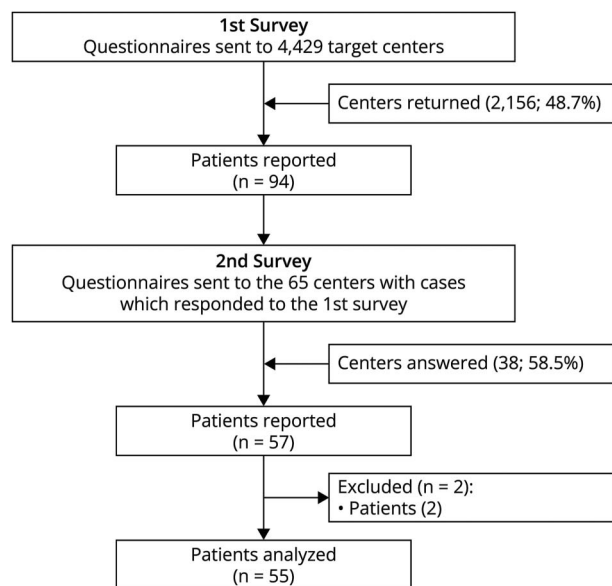 1st Survey
Questionnaires sent to 4,429 target centers
Centers returned (2,156; 48.7%)
Patients reported
(n = 94)
2nd Survey
Questionnaires sent to the 65 centers with cases
which responded to the 1st survey
Centers answered (38; 58.5%)
Patients reported
(n = 57)
Excluded (n = 2):
• Patients (2)
Patients analyzed
(n = 55)